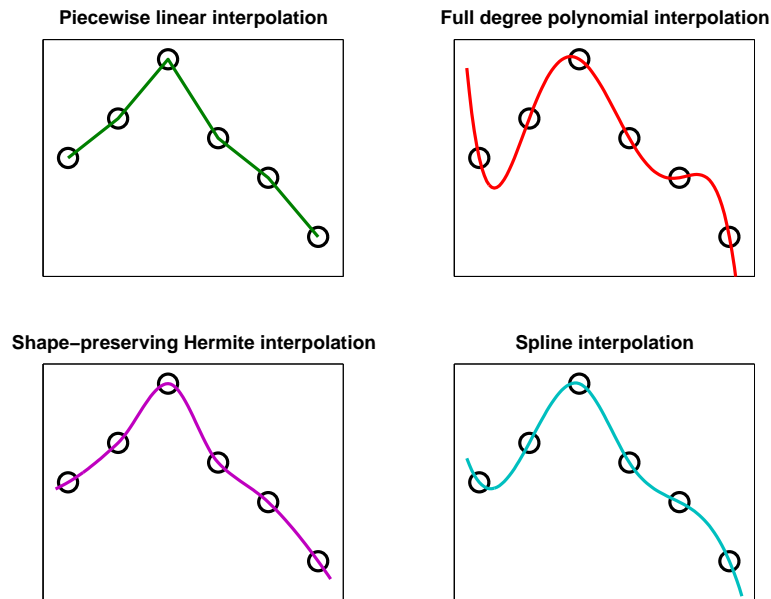 Piecewise linear interpolation
Full degree polynomial interpolation
Shape−preserving Hermite interpolation
Spline interpolation